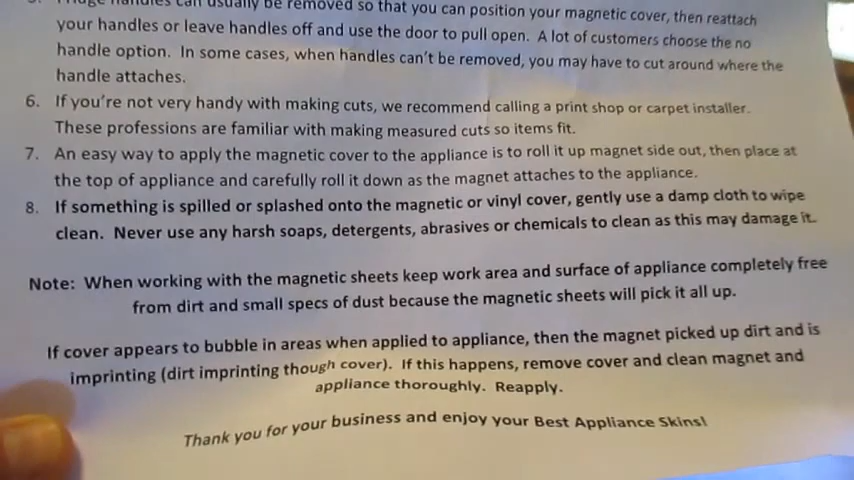 5. Fridge handles can usually be removed so that you can position your magnetic cover, then reattach
your handles or leave handles off and use the door to pull open. A lot of customers choose the no
handle option. In some cases, when handles can't be removed, you may have to cut around where the
handle attaches.
6. If you're not very handy with making cuts, we recommend calling a print shop or carpet installer.
These professions are familiar with making measured cuts so items fit.
7. An easy way to apply the magnetic cover to the appliance is to roll it up magnet side out, then place at
the top of appliance and carefully roll it down as the magnet attaches to the appliance.
8. If something is spilled or splashed onto the magnetic or vinyl cover, gently use a damp cloth to wipe
clean. Never use any harsh soaps, detergents, abrasives or chemicals to clean as this may damage it.
Note: When working with the magnetic sheets keep work area and surface of appliance completely free
from dirt and small specs of dust because the magnetic sheets will pick it all up.
If cover appears to bubble in areas when applied to appliance, then the magnet picked up dirt and is
imprinting (dirt imprinting though cover). If this happens, remove cover and clean magnet and
appliance thoroughly. Reapply.
Thank you for your business and enjoy your Best Appliance Skins!